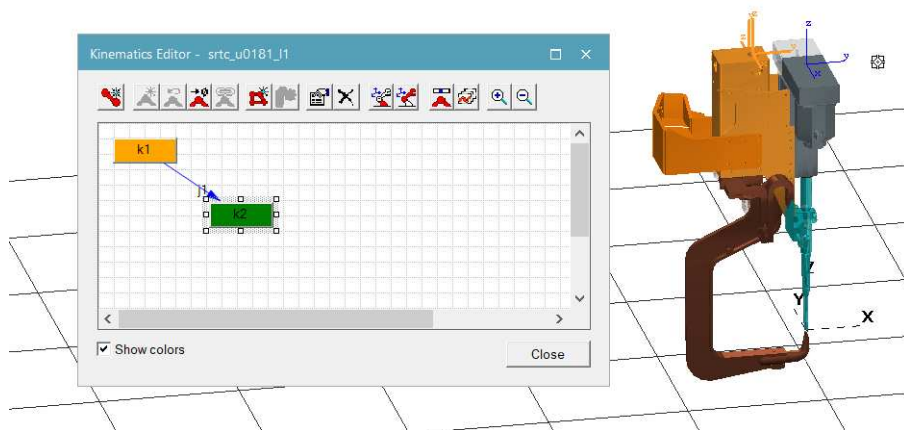 Kinematics Editor - srtc_u0181_l1
k1
j1
k2
Show colors
Close
z
y
x
Z
Y
X